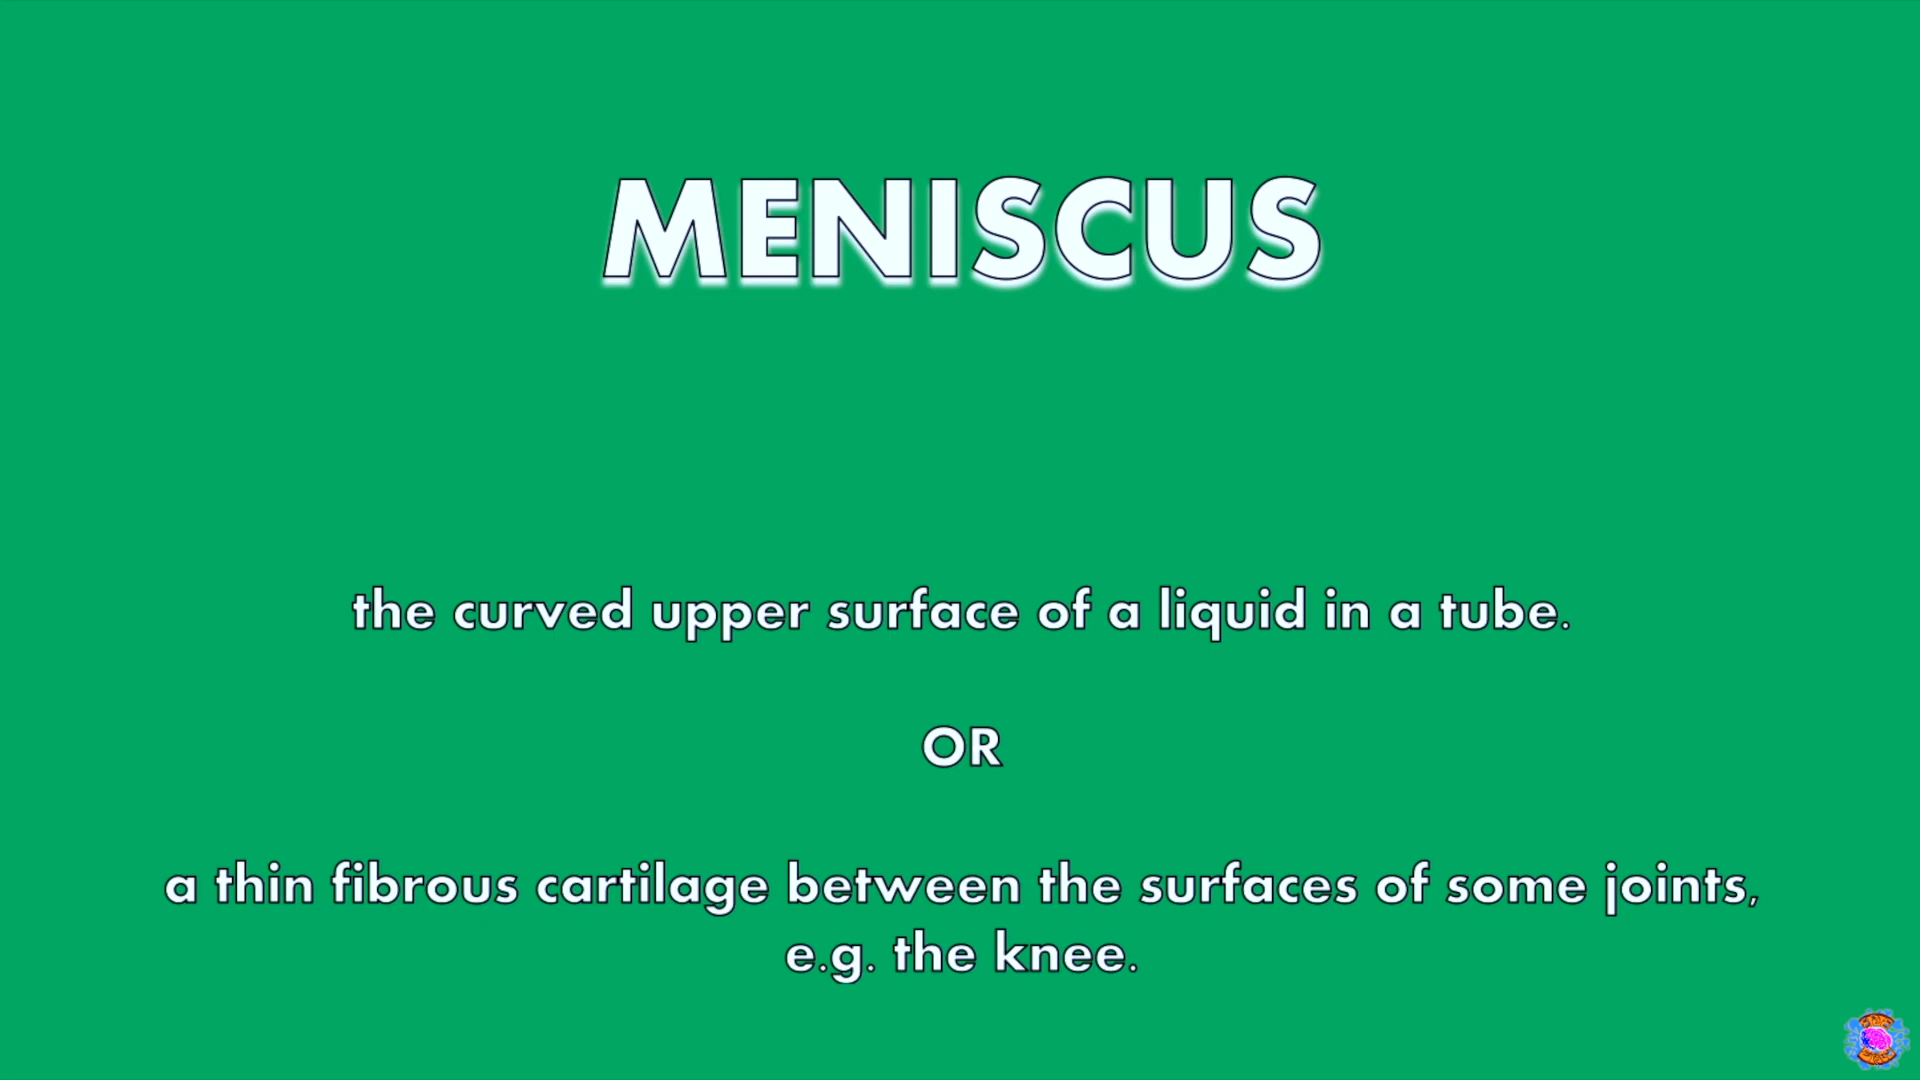 MENISCUS
the curved upper surface of a liquid in a tube.
OR
a thin fibrous cartilage between the surfaces of some joints,
e.g. the knee.